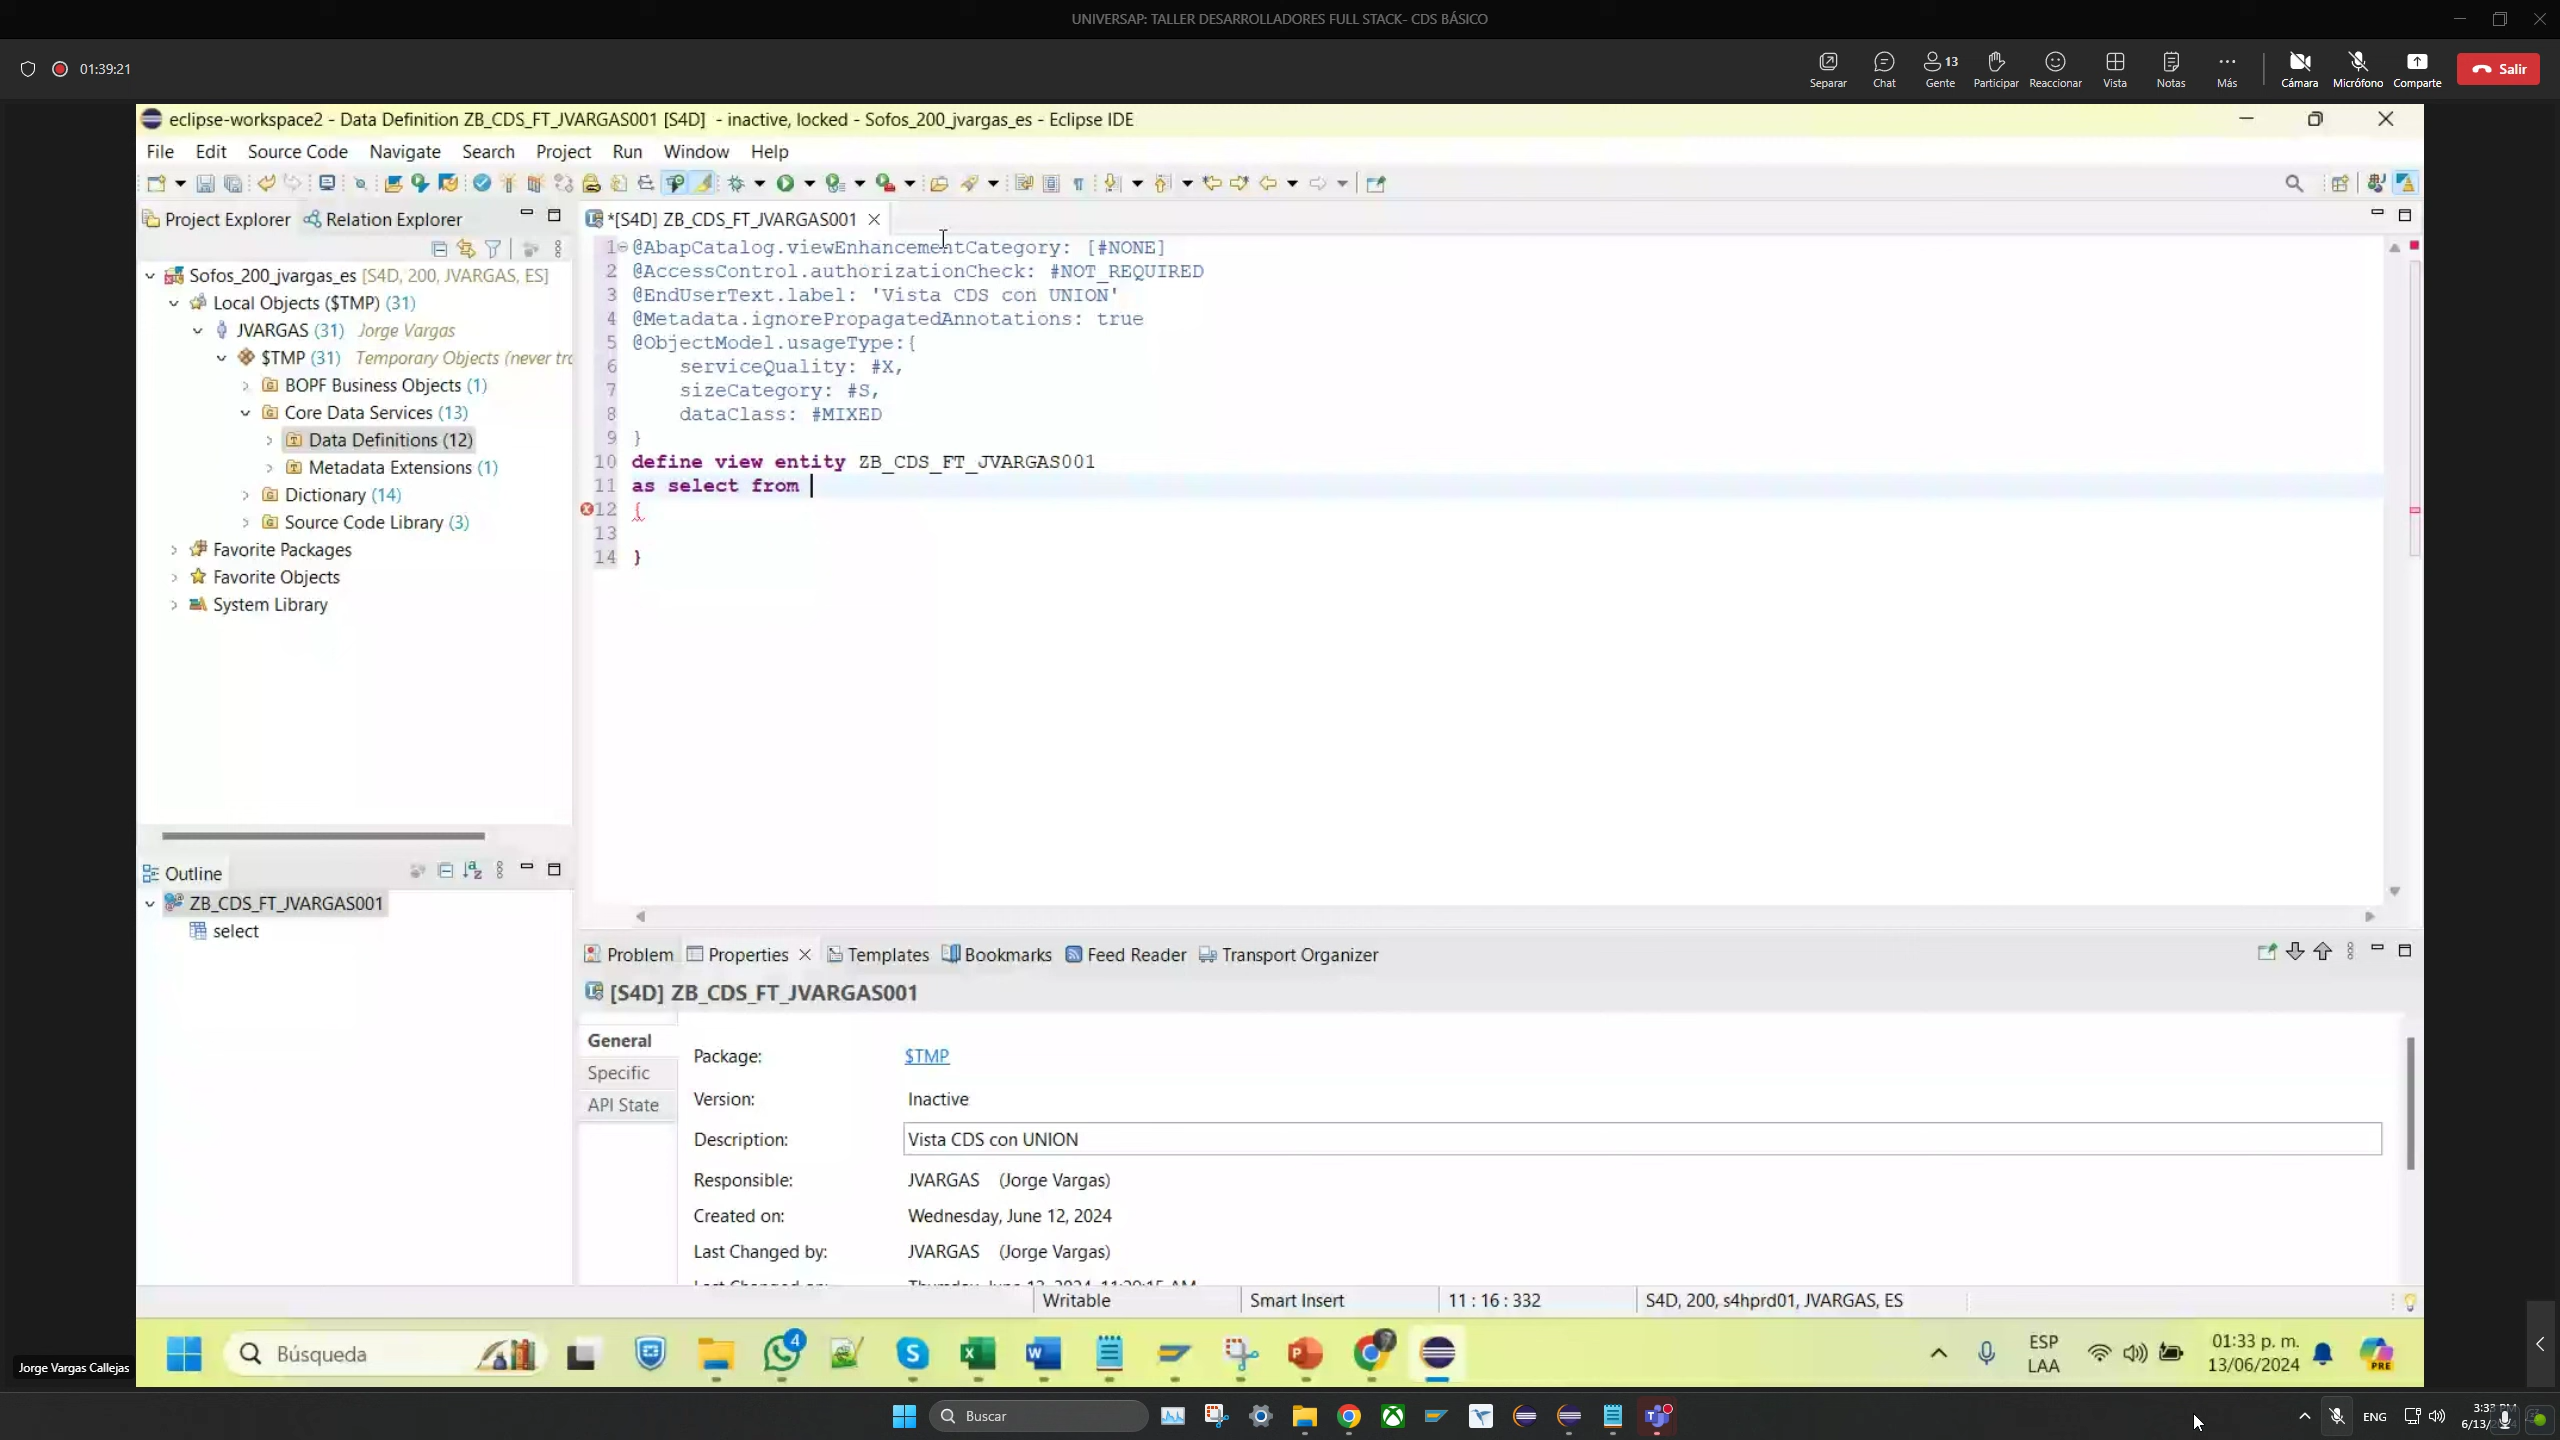 UNIVERSAP: TALLER DESARROLLADORES FULL STACK- CDS BÁSICO
01:39:21
Separar
Chat
13
Gente
Participar
Reaccionar
Vista
Notas
Más
Cámara
Micrófono
Comparte
Salir
eclipse-workspace2 - Data Definition ZB_CDS_FT_JVARGAS001 [S4D] - inactive, locked - Sofos_200_jvargas_es - Eclipse IDE
File Edit Source Code Navigate Search Project Run Window Help
Project Explorer
Relation Explorer
Sofos_200_jvargas_es [S4D, 200, JVARGAS, ES]
Local Objects ($TMP) (31)
JVARGAS (31) Jorge Vargas
$TMP (31) Temporary Objects (never tra
BOPF Business Objects (1)
Core Data Services (13)
Data Definitions (12)
Metadata Extensions (1)
Dictionary (14)
Source Code Library (3)
Favorite Packages
Favorite Objects
System Library
*[S4D] ZB_CDS_FT_JVARGAS001
1 @AbapCatalog.viewEnhancementCategory: [#NONE]
2 @AccessControl.authorizationCheck: #NOT_REQUIRED
3 @EndUserText.label: 'Vista CDS con UNION'
4 @Metadata.ignorePropagatedAnnotations: true
5 @ObjectModel.usageType:{
6 serviceQuality: #X,
7 sizeCategory: #S,
8 dataClass: #MIXED
9 }
10 define view entity ZB_CDS_FT_JVARGAS001
11 as select from
12 {
13
14 }
Outline
ZB_CDS_FT_JVARGAS001
select
Problem Properties Templates Bookmarks Feed Reader Transport Organizer
[S4D] ZB_CDS_FT_JVARGAS001
General
Specific
API State
Package: $TMP
Version: Inactive
Description: Vista CDS con UNION
Responsible: JVARGAS (Jorge Vargas)
Created on: Wednesday, June 12, 2024
Last Changed by: JVARGAS (Jorge Vargas)
Writable
Smart Insert
11 : 16 : 332
S4D, 200, s4hprd01, JVARGAS, ES
Búsqueda
4
ESP
LAA
01:33 p. m.
13/06/2024
PRE
Jorge Vargas Callejas
Buscar
ENG